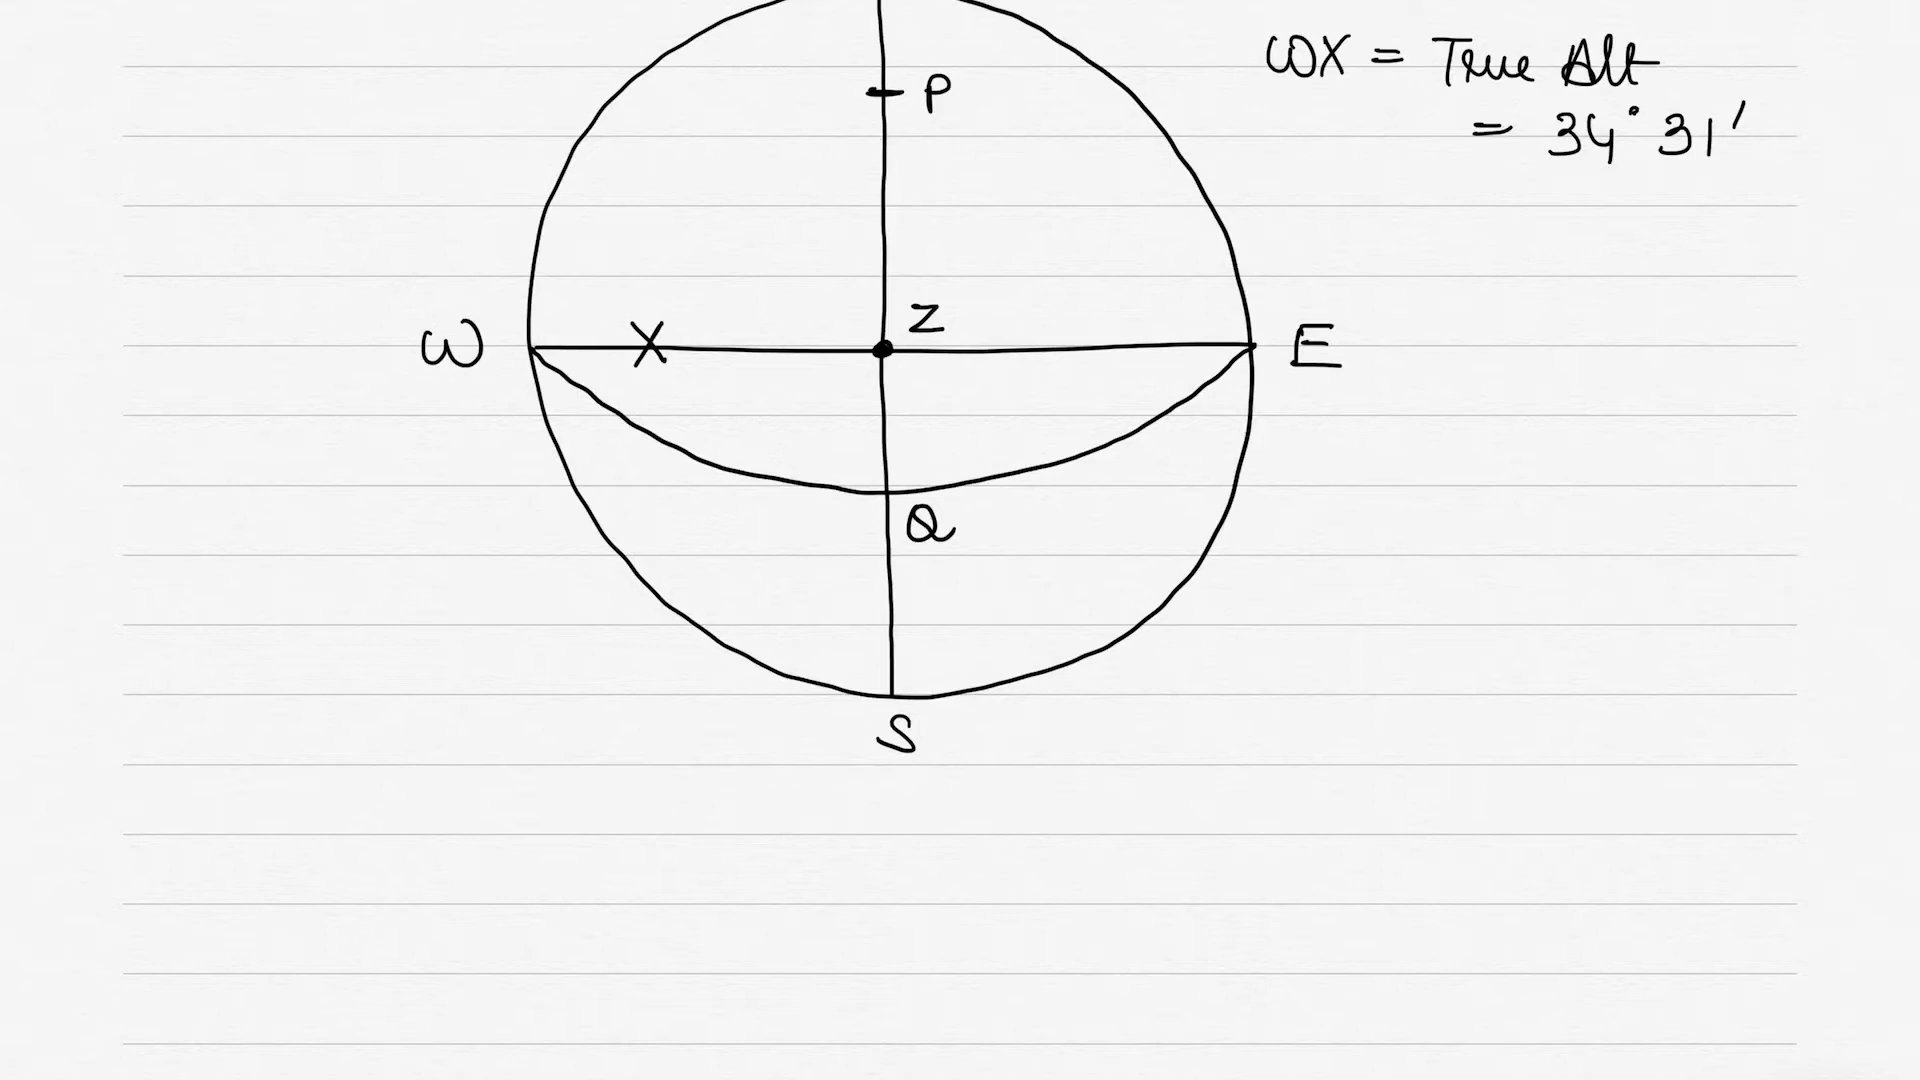 P
WX = True Alt
= 34° 31'
Z
W
X
E
Q
S